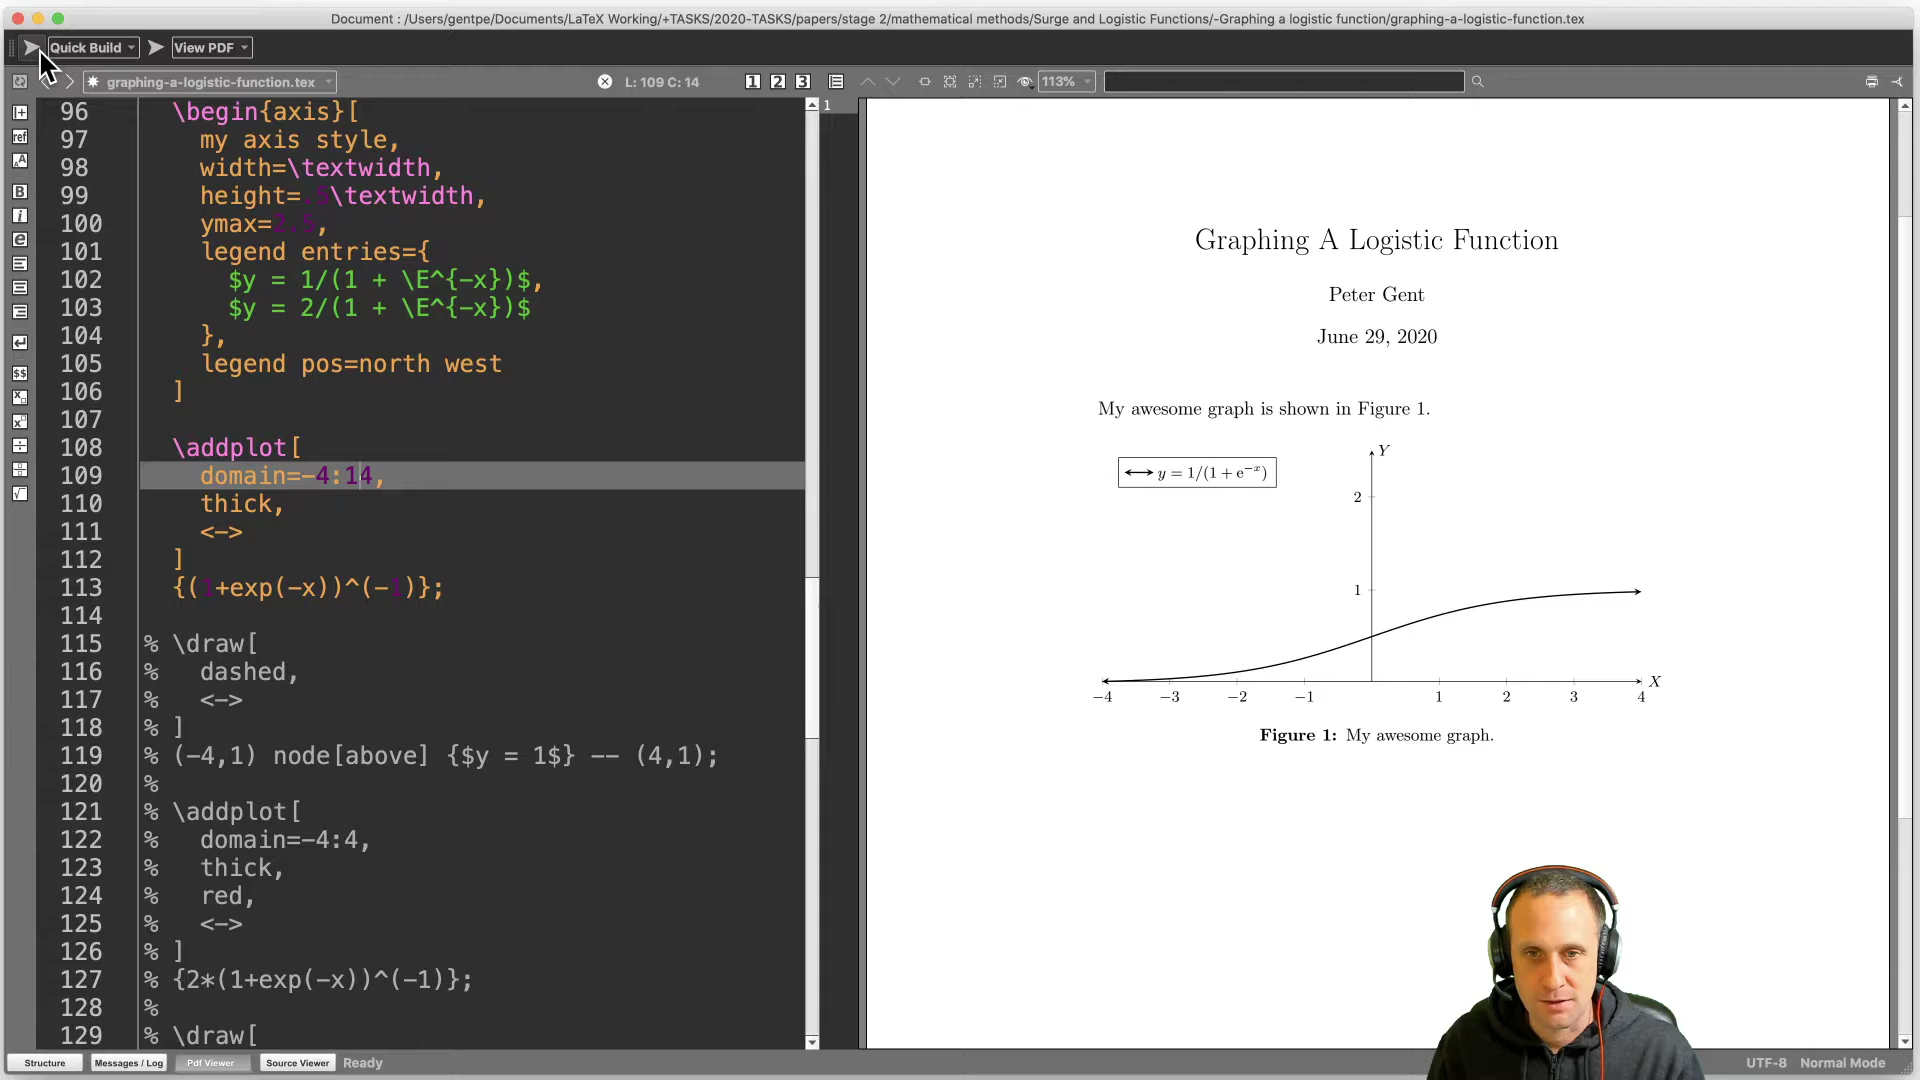 Document : /Users/gentpe/Documents/LaTeX Working/+TASKS/2020-TASKS/papers/stage 2/mathematical methods/Surge and Logistic Functions/-Graphing a logistic function/graphing-a-logistic-function.tex
Quick Build View PDF
graphing-a-logistic-function.tex L: 109 C: 14 1 2 3 113%
1
96 \begin{axis}[
97 my axis style,
98 width=\textwidth,
99 height=.5\textwidth,
100 ymax=2.5,
101 legend entries={
102 $y = 1/(1 + \E^{-x})$,
103 $y = 2/(1 + \E^{-x})$
104 },
105 legend pos=north west
106 ]
107
108 \addplot[
109 domain=-4:14,
110 thick,
111 <->
112 ]
113 {(1+exp(-x))^(-1)};
114
115 % \draw[
116 % dashed,
117 % <->
118 % ]
119 % (-4,1) node[above] {$y = 1$} -- (4,1);
120 %
121 % \addplot[
122 % domain=-4:4,
123 % thick,
124 % red,
125 % <->
126 % ]
127 % {2*(1+exp(-x))^(-1)};
128 %
129 % \draw[
ref
B
i
e
$$
Graphing A Logistic Function
Peter Gent
June 29, 2020
My awesome graph is shown in Figure 1.
Y
y = 1/(1 + e^{−x})
2
1
X
−4 −3 −2 −1 1 2 3 4
Figure 1: My awesome graph.
Structure Messages / Log Pdf Viewer Source Viewer Ready UTF-8 Normal Mode